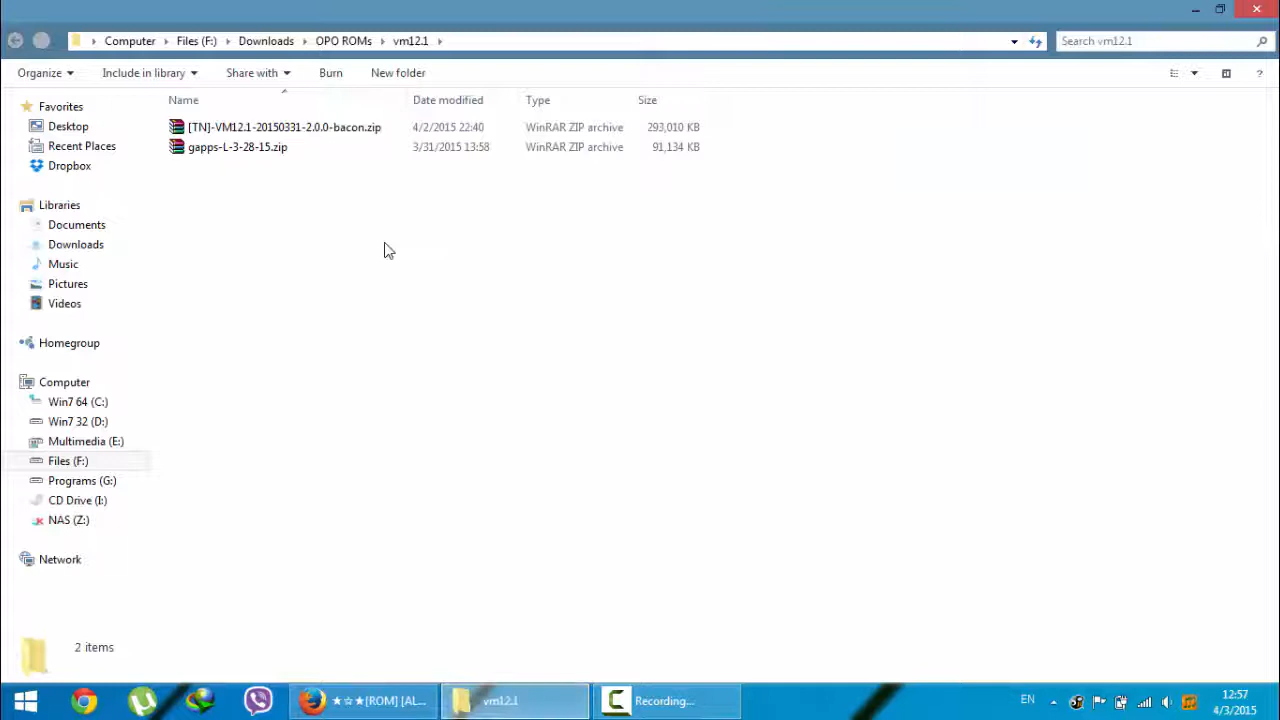 Computer Files (F:) Downloads OPO ROMs vm12.1 Search vm12.1
Organize Include in library Share with Burn New folder
Name Date modified Type Size
[TN]-VM12.1-20150331-2.0.0-bacon.zip 4/2/2015 22:40 WinRAR ZIP archive 293,010 KB
gapps-L-3-28-15.zip 3/31/2015 13:58 WinRAR ZIP archive 91,134 KB
Favorites
Desktop
Recent Places
Dropbox
Libraries
Documents
Downloads
Music
Pictures
Videos
Homegroup
Computer
Win7 64 (C:)
Win7 32 (D:)
Multimedia (E:)
Files (F:)
Programs (G:)
CD Drive (I:)
NAS (Z:)
Network
2 items
★☆★[ROM] [AL... vm12.1 Recording... EN 12:57
4/3/2015